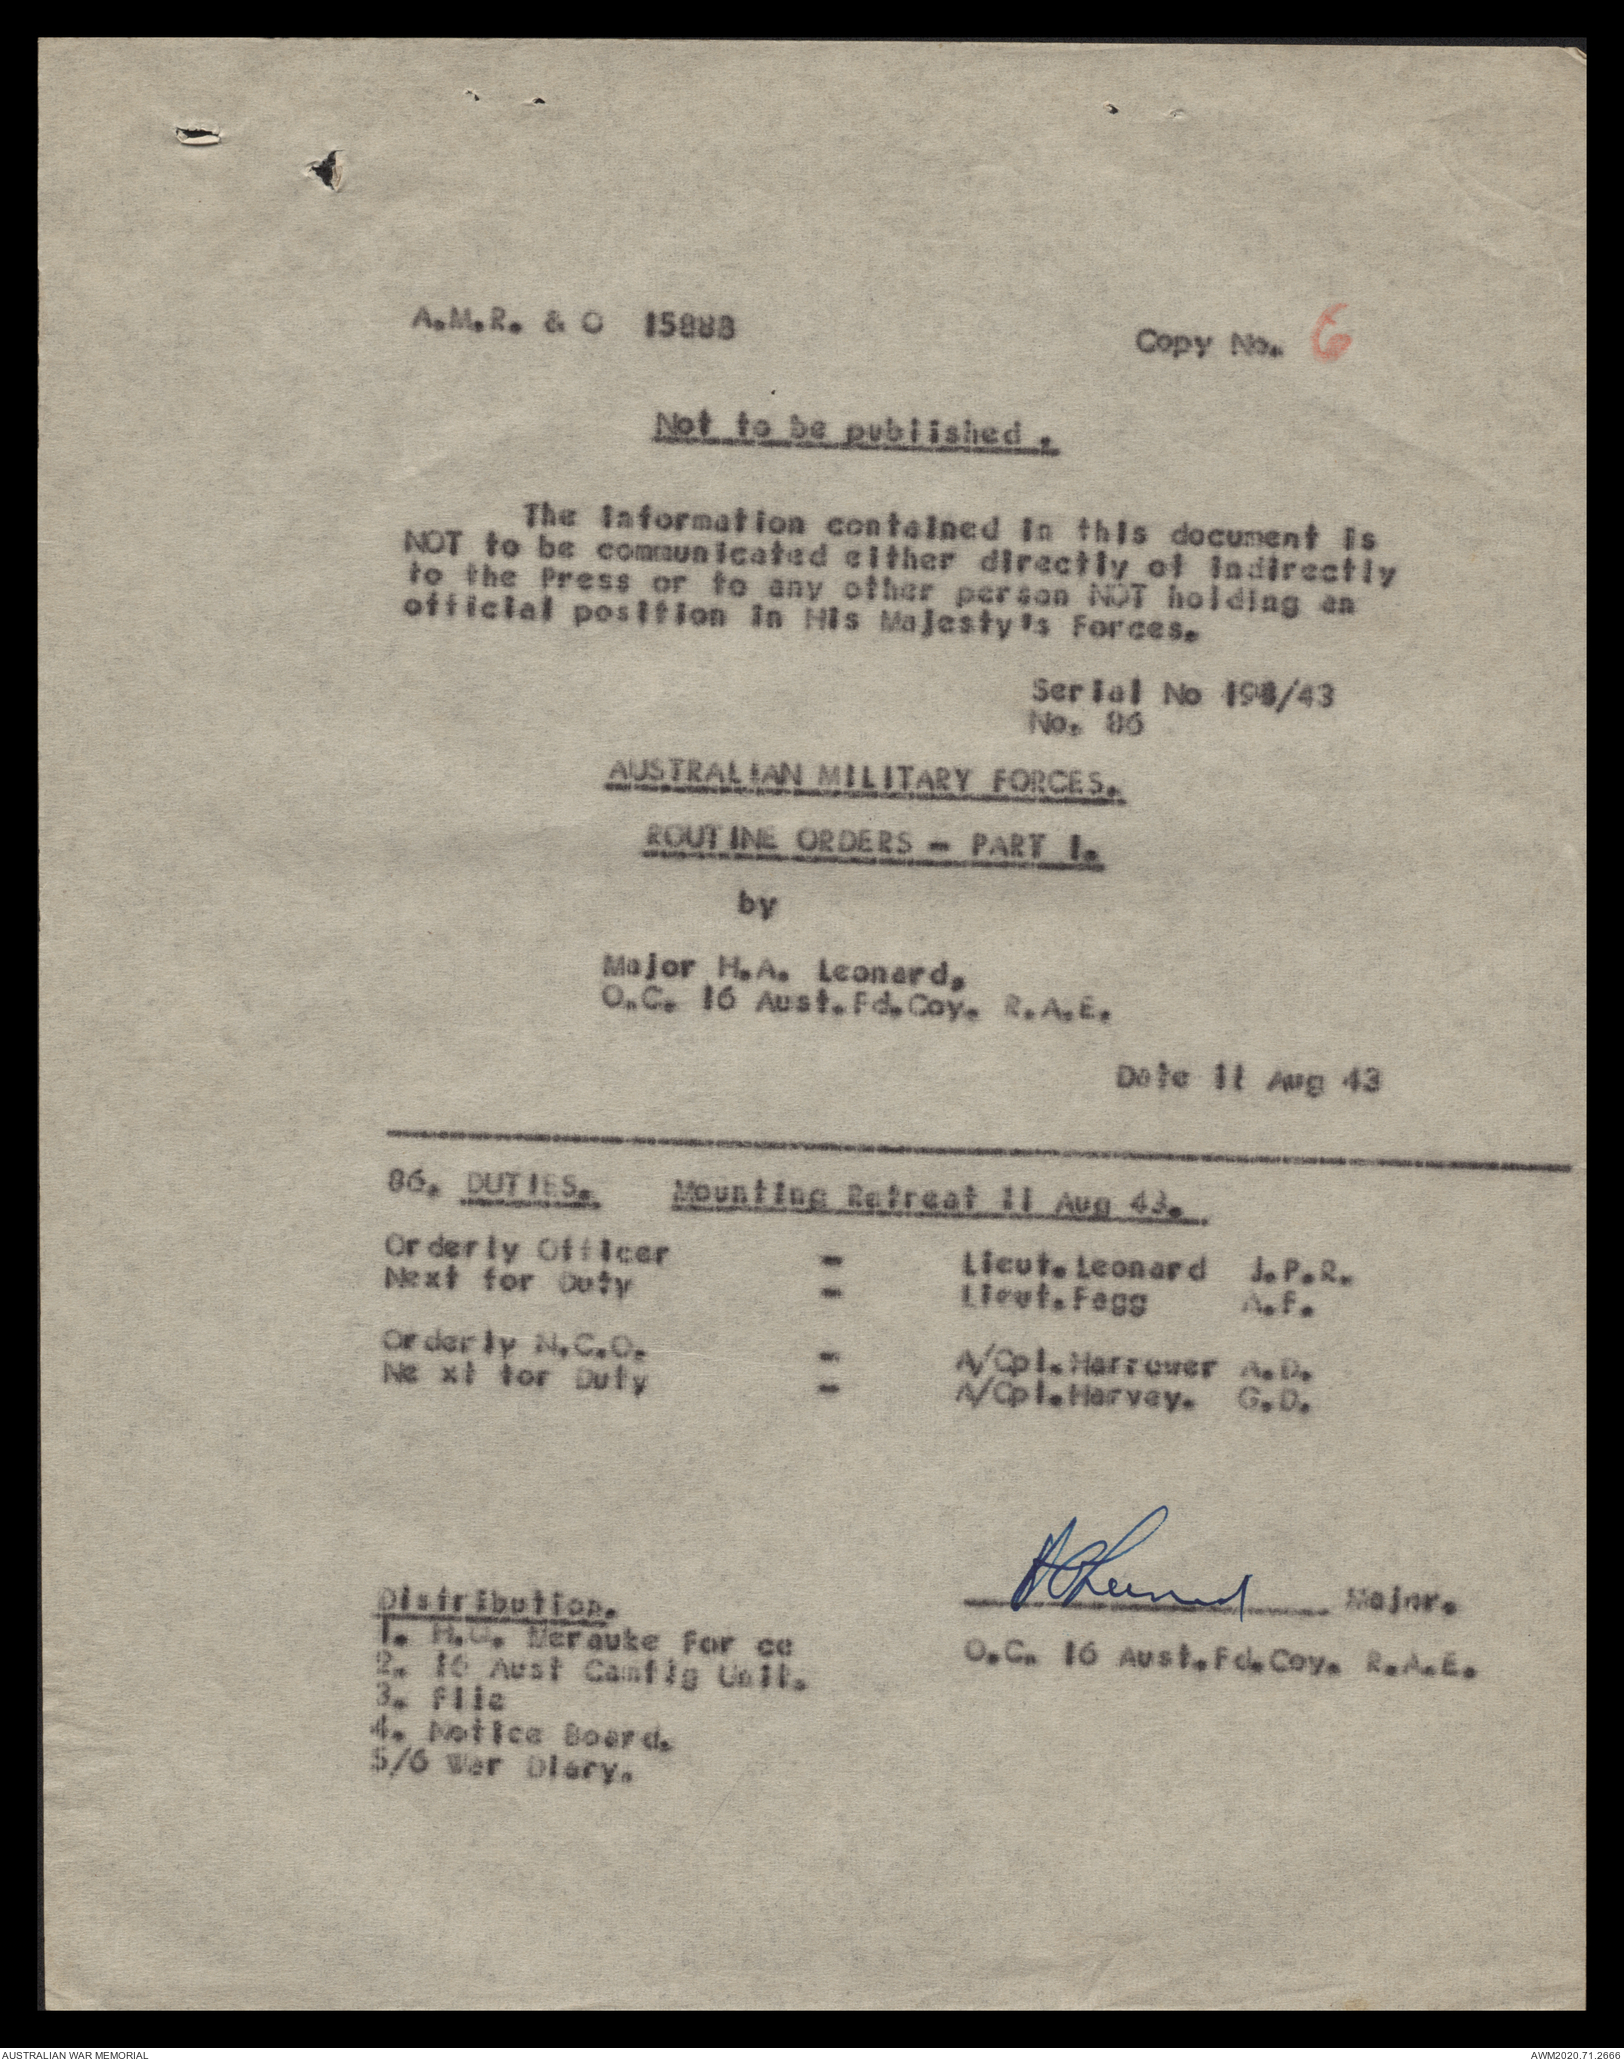 A.M.R. & O 15888
Copy No. 6
Not to be published .
The information contained in this document is
NOT to be communicated either directly of indirectly
to the Press or to any other person NOT holding an
official position in His Majesty's Forces.
Serial No /43
No. 86
AUSTRALIAN MILITARY FORCES.
ROUTINE ORDERS - PART 1.
by
Major H.A. Leonard,
O.C. 16 Aust.Fd.Coy. R.A.E.
Date 11 Aug 43
86. DUTIES. Mounting Retreat 11 Aug 43.
Orderly Officer - Lieut.Leonard J.P.R.
Next for Duty - Lieut.Fagg A.F.
Orderly N.C.O. - A/Cpl.Harrower A.D.
Ne xt for Duty - A/Cpl.Harvey. G.D.
Major.
O.C. 16 Aust.Fd.Coy. R.A.E.
Distribution.
1. H.Q. Merauke For ce
2. 16 Aust Camflg Unit.
3. File
4. Notice Board.
5/6 War Diary.
AUSTRALIAN WAR MEMORIAL
AWM2020.71.2666